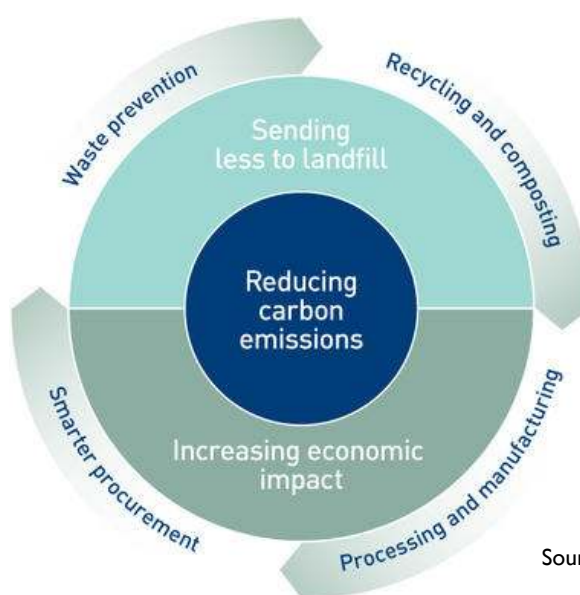 Waste prevention
Recycling and composting
Sending
less to landfill
Reducing
carbon
emissions
Increasing economic
impact
Smarter procurement
Processing and manufacturing